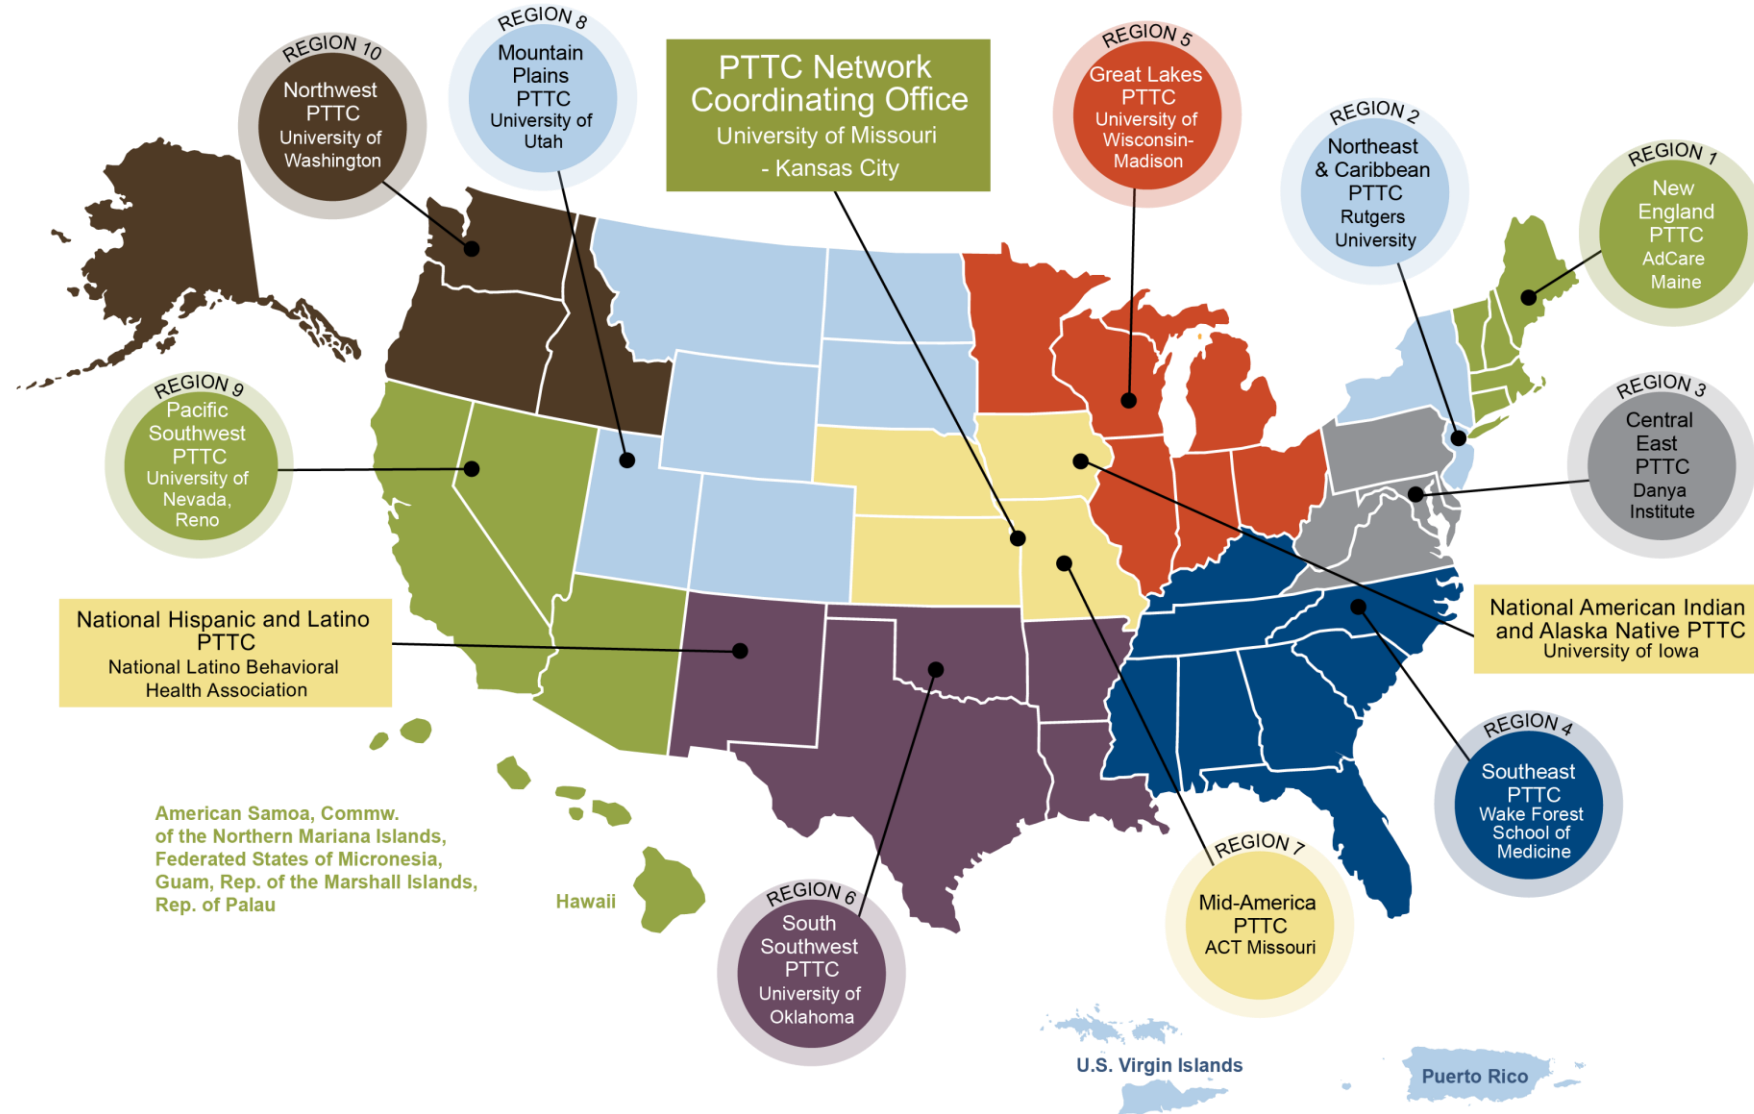 REGION 10
Northwest
PTTC
University of
Washington
REGION 8
Mountain
Plains
PTTC
University of
Utah
PTTC Network
Coordinating Office
University of Missouri
- Kansas City
REGION 5
Great Lakes
PTTC
University of
Wisconsin-
Madison
REGION 2
Northeast
& Caribbean
PTTC
Rutgers
University
REGION 1
New
England
PTTC
AdCare
Maine
REGION 9
Pacific
Southwest
PTTC
University of
Nevada,
Reno
REGION 3
Central
East
PTTC
Danya
Institute
National Hispanic and Latino
PTTC
National Latino Behavioral
Health Association
National American Indian
and Alaska Native PTTC
University of Iowa
REGION 4
Southeast
PTTC
Wake Forest
School of
Medicine
American Samoa, Commw.
of the Northern Mariana Islands,
Federated States of Micronesia,
Guam, Rep. of the Marshall Islands,
Rep. of Palau
Hawaii
REGION 6
South
Southwest
PTTC
University of
Oklahoma
REGION 7
Mid-America
PTTC
ACT Missouri
U.S. Virgin Islands
Puerto Rico